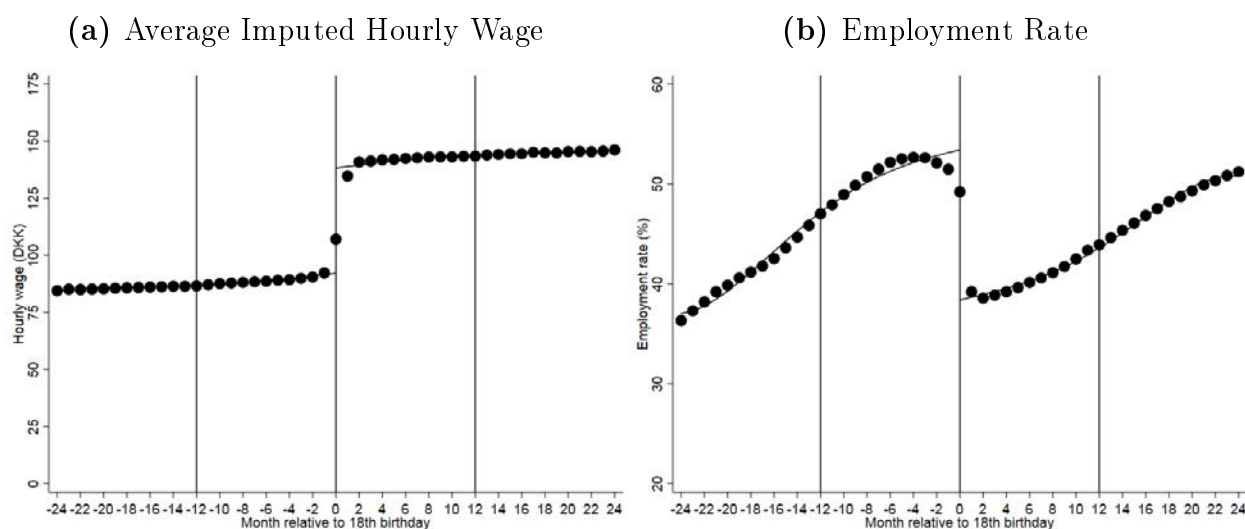 (a) Average Imputed Hourly Wage
Hourly wage (DKK)
175
150
125
100
75
50
25
0
-24 -22 -20 -18 -16 -14 -12 -10 -8 -6 -4 -2 0 2 4 6 8 10 12 14 16 18 20 22 24
Month relative to 18th birthday
(b) Employment Rate
Employment rate (%)
60
50
40
30
20
-24 -22 -20 -18 -16 -14 -12 -10 -8 -6 -4 -2 0 2 4 6 8 10 12 14 16 18 20 22 24
Month relative to 18th birthday